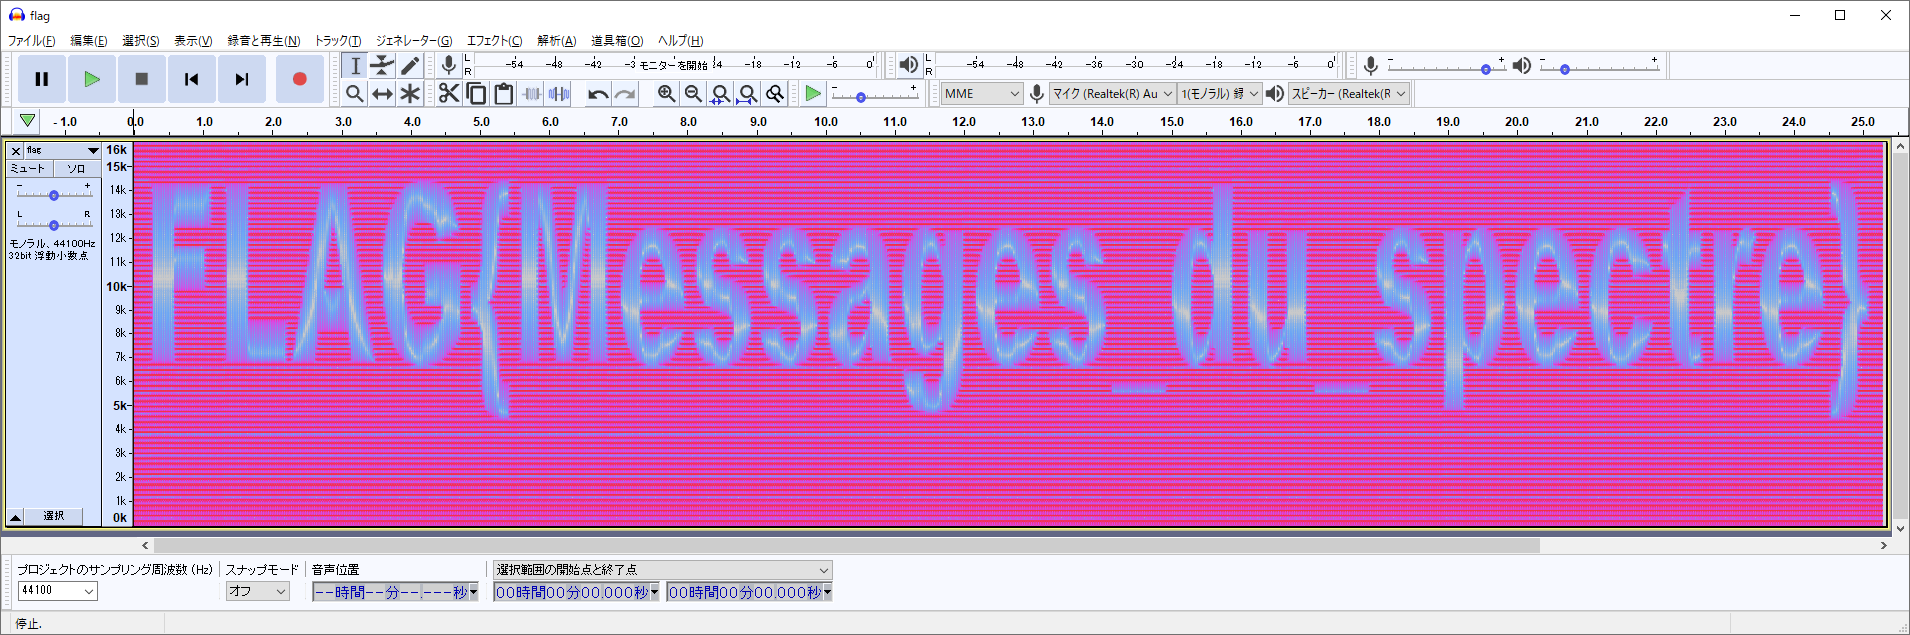 flag
ファイル(F) 編集(E) 選択(S) 表示(V) 録音と再生(N) トラック(T) ジェネレーター(G) エフェクト(C) 解析(A) 道具箱(O) ヘルプ(H)
L R -54 -48 -42 -3 モニターを開始 -18 -12 -6 0
L R -54 -48 -42 -36 -30 -24 -18 -12 -6 0
- +
- +
- +
MME マイク (Realtek(R) Au 1(モノラル) 録 スピーカー (Realtek(R
-1.0 0.0 1.0 2.0 3.0 4.0 5.0 6.0 7.0 8.0 9.0 10.0 11.0 12.0 13.0 14.0 15.0 16.0 17.0 18.0 19.0 20.0 21.0 22.0 23.0 24.0 25.0
flag
ミュート ソロ
- +
L R
モノラル、44100Hz
32bit 浮動小数点
選択
16k
15k
14k
13k
12k
11k
10k
9k
8k
7k
6k
5k
4k
3k
2k
1k
0k
FLAG{Messages_du_spectre}
プロジェクトのサンプリング周波数 (Hz) スナップモード 音声位置 選択範囲の開始点と終了点
44100 オフ --時間--分--.---秒 00時間00分00.000秒 00時間00分00.000秒
停止.